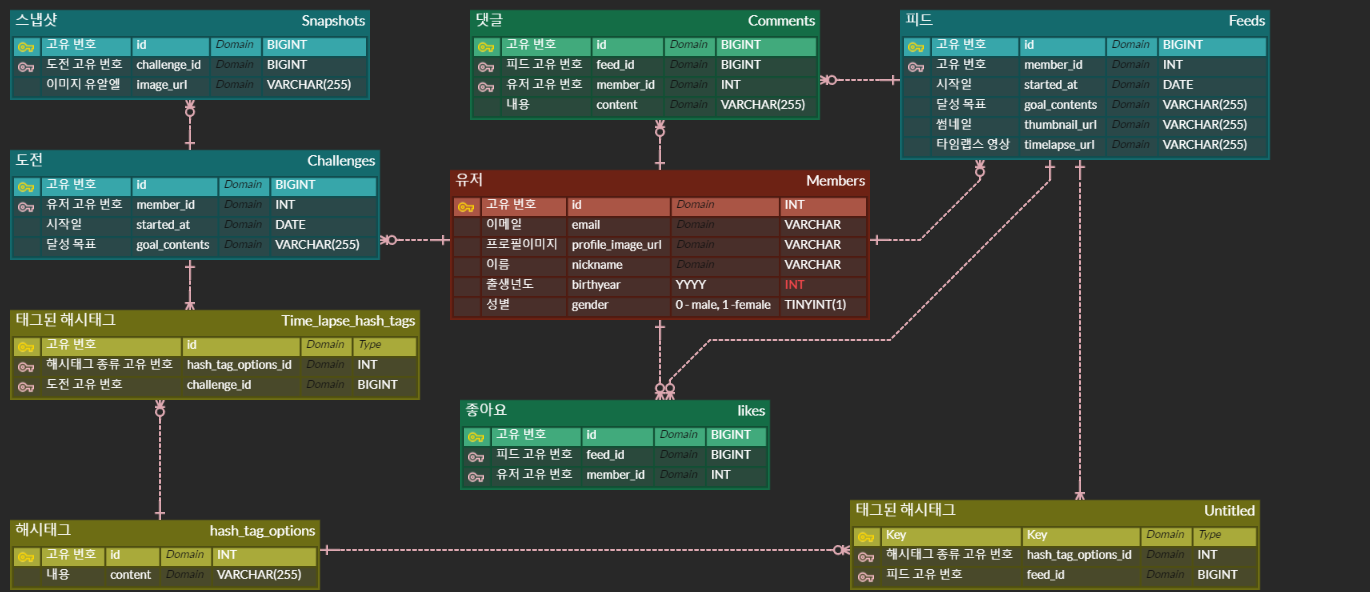 스냅샷 Snapshots
고유 번호 id Domain BIGINT
도전 고유 번호 challenge_id Domain BIGINT
이미지 유알엘 image_url Domain VARCHAR(255)
댓글 Comments
고유 번호 id Domain BIGINT
피드 고유 번호 feed_id Domain BIGINT
유저 고유 번호 member_id Domain INT
내용 content Domain VARCHAR(255)
피드 Feeds
고유 번호 id Domain BIGINT
고유 번호 member_id Domain INT
시작일 started_at Domain DATE
달성 목표 goal_contents Domain VARCHAR(255)
썸네일 thumbnail_url Domain VARCHAR(255)
타임랩스 영상 timelapse_url Domain VARCHAR(255)
도전 Challenges
고유 번호 id Domain BIGINT
유저 고유 번호 member_id Domain INT
시작일 started_at Domain DATE
달성 목표 goal_contents Domain VARCHAR(255)
유저 Members
고유 번호 id Domain INT
이메일 email Domain VARCHAR
프로필이미지 profile_image_url Domain VARCHAR
이름 nickname Domain VARCHAR
출생년도 birthyear YYYY INT
성별 gender 0 - male, 1 -female TINYINT(1)
태그된 해시태그 Time_lapse_hash_tags
고유 번호 id Domain Type
해시태그 종류 고유 번호 hash_tag_options_id Domain INT
도전 고유 번호 challenge_id Domain BIGINT
좋아요 likes
고유 번호 id Domain BIGINT
피드 고유 번호 feed_id Domain BIGINT
유저 고유 번호 member_id Domain INT
해시태그 hash_tag_options
고유 번호 id Domain INT
내용 content Domain VARCHAR(255)
태그된 해시태그 Untitled
Key Key Domain Type
해시태그 종류 고유 번호 hash_tag_options_id Domain INT
피드 고유 번호 feed_id Domain BIGINT